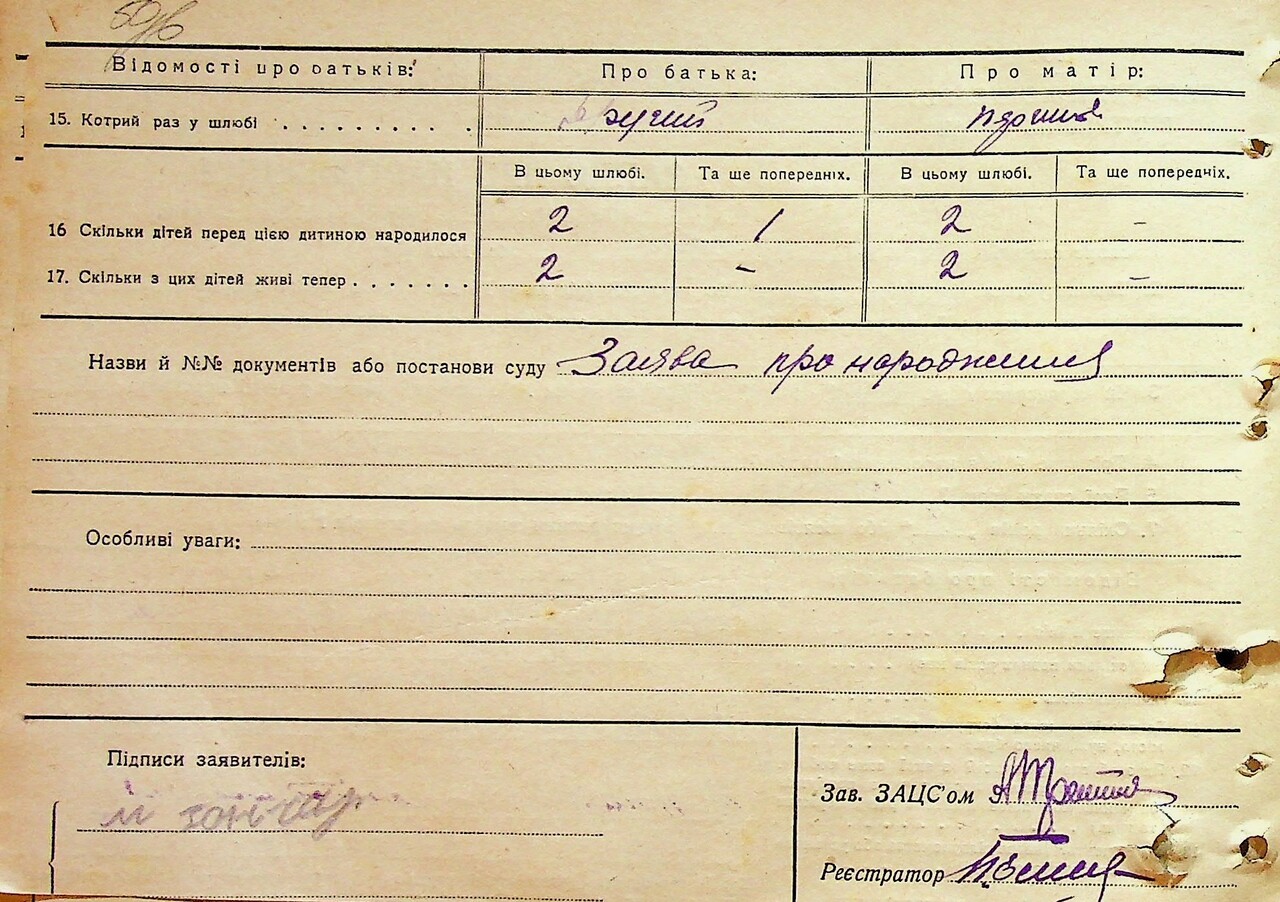 50/6
Відомості про батьків: Про батька: Про матір:
15. Котрий раз у шлюбі . . . . . . . . . . другий перший
В цьому шлюбі. Та ще попередніх. В цьому шлюбі. Та ще попередніх.
16 Скільки дітей перед цією дитиною народилося 2 1 2 -
17. Скільки з цих дітей живі тепер . . . . . . . 2 - 2 -
Назви й №№ документів або постанови суду Заява про народження
Особливі уваги:
Підписи заявителів:
Зав. ЗАЦС'ом
гончар
Реєстратор